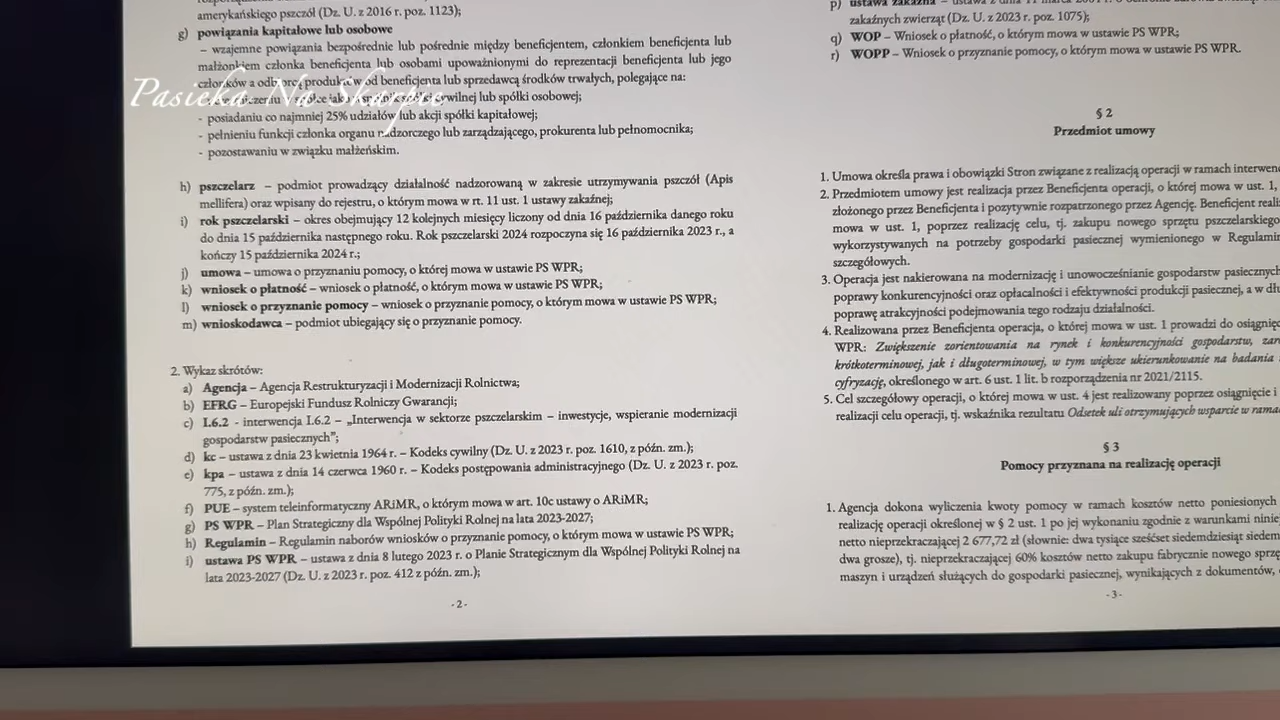 amerykańskiego pszczół (Dz. U. z 2016 r. poz. 1123);
g) powiązania kapitałowe lub osobowe
– wzajemne powiązania bezpośrednie lub pośrednie między beneficjentem, członkiem beneficjenta lub
małżonkiem członka beneficjenta lub osobami upoważnionymi do reprezentacji beneficjenta lub jego
członków a odbiorcą produktów od beneficjenta lub sprzedawcą środków trwałych, polegające na:
cywilnej lub spółki osobowej;
Pasieka Na Skarpie
- posiadaniu co najmniej 25% udziałów lub akcji spółki kapitałowej;
- pełnieniu funkcji członka organu nadzorczego lub zarządzającego, prokurenta lub pełnomocnika;
- pozostawaniu w związku małżeńskim.
h) pszczelarz – podmiot prowadzący działalność nadzorowaną w zakresie utrzymywania pszczół (Apis
mellifera) oraz wpisany do rejestru, o którym mowa w rt. 11 ust. 1 ustawy zakaźnej;
i) rok pszczelarski – okres obejmujący 12 kolejnych miesięcy liczony od dnia 16 października danego roku
do dnia 15 października następnego roku. Rok pszczelarski 2024 rozpoczyna się 16 października 2023 r., a
kończy 15 października 2024 r.;
j) umowa – umowa o przyznaniu pomocy, o której mowa w ustawie PS WPR;
k) wniosek o płatność – wniosek o płatność, o którym mowa w ustawie PS WPR;
l) wniosek o przyznanie pomocy – wniosek o przyznanie pomocy, o którym mowa w ustawie PS WPR;
m) wnioskodawca – podmiot ubiegający się o przyznanie pomocy.
2. Wykaz skrótów:
a) Agencja – Agencja Restrukturyzacji i Modernizacji Rolnictwa;
b) EFRG – Europejski Fundusz Rolniczy Gwarancji;
c) I.6.2 - interwencja I.6.2 – „Interwencja w sektorze pszczelarskim – inwestycje, wspieranie modernizacji
gospodarstw pasiecznych”;
d) kc – ustawa z dnia 23 kwietnia 1964 r. – Kodeks cywilny (Dz. U. z 2023 r. poz. 1610, z późn. zm.);
e) kpa – ustawa z dnia 14 czerwca 1960 r. – Kodeks postępowania administracyjnego (Dz. U. z 2023 r. poz.
775, z późn. zm.);
f) PUE – system teleinformatyczny ARiMR, o którym mowa w art. 10c ustawy o ARiMR;
g) PS WPR – Plan Strategiczny dla Wspólnej Polityki Rolnej na lata 2023-2027;
h) Regulamin – Regulamin naborów wniosków o przyznanie pomocy, o którym mowa w ustawie PS WPR;
i) ustawa PS WPR – ustawa z dnia 8 lutego 2023 r. o Planie Strategicznym dla Wspólnej Polityki Rolnej na
lata 2023-2027 (Dz. U. z 2023 r. poz. 412 z późn. zm.);
- 2 -
p) ustawa zakaźna
zakaźnych zwierząt (Dz. U. z 2023 r. poz. 1075);
q) WOP – Wniosek o płatność, o którym mowa w ustawie PS WPR;
r) WOPP – Wniosek o przyznanie pomocy, o którym mowa w ustawie PS WPR.
§ 2
Przedmiot umowy
1. Umowa określa prawa i obowiązki Stron związane z realizacją operacji w ramach
2. Przedmiotem umowy jest realizacja przez Beneficjenta operacji, o której mowa w ust. 1,
złożonego przez Beneficjenta i pozytywnie rozpatrzonego przez Agencję. Beneficjent
mowa w ust. 1, poprzez realizację celu, tj. zakupu nowego sprzętu pszczelarskiego
wykorzystywanych na potrzeby gospodarki pasiecznej wymienionego w
szczegółowych.
3. Operacja jest nakierowana na modernizację i unowocześnianie gospodarstw
poprawy konkurencyjności oraz opłacalności i efektywności produkcji pasiecznej, a w
poprawę atrakcyjności podejmowania tego rodzaju działalności.
4. Realizowana przez Beneficjenta operacja, o której mowa w ust. 1 prowadzi do
WPR: Zwiększenie zorientowania na rynek i konkurencyjności gospodarstw,
krótkoterminowej, jak i długoterminowej, w tym większe ukierunkowanie na badania
cyfryzację, określonego w art. 6 ust. 1 lit. b rozporządzenia nr 2021/2115.
5. Cel szczegółowy operacji, o której mowa w ust. 4 jest realizowany poprzez osiągnięcie i
realizacji celu operacji, tj. wskaźnika rezultatu Odsetek uli otrzymujących wsparcie w
§ 3
Pomocy przyznana na realizację operacji
1. Agencja dokona wyliczenia kwoty pomocy w ramach kosztów netto poniesionych
realizację operacji określonej w § 2 ust. 1 po jej wykonaniu zgodnie z warunkami
netto nieprzekraczającej 2 677,72 zł (słownie: dwa tysiące sześćset siedemdziesiąt
dwa grosze), tj. nieprzekraczającej 60% kosztów netto zakupu fabrycznie nowego
maszyn i urządzeń służących do gospodarki pasiecznej, wynikających z dokumentów,
- 3 -